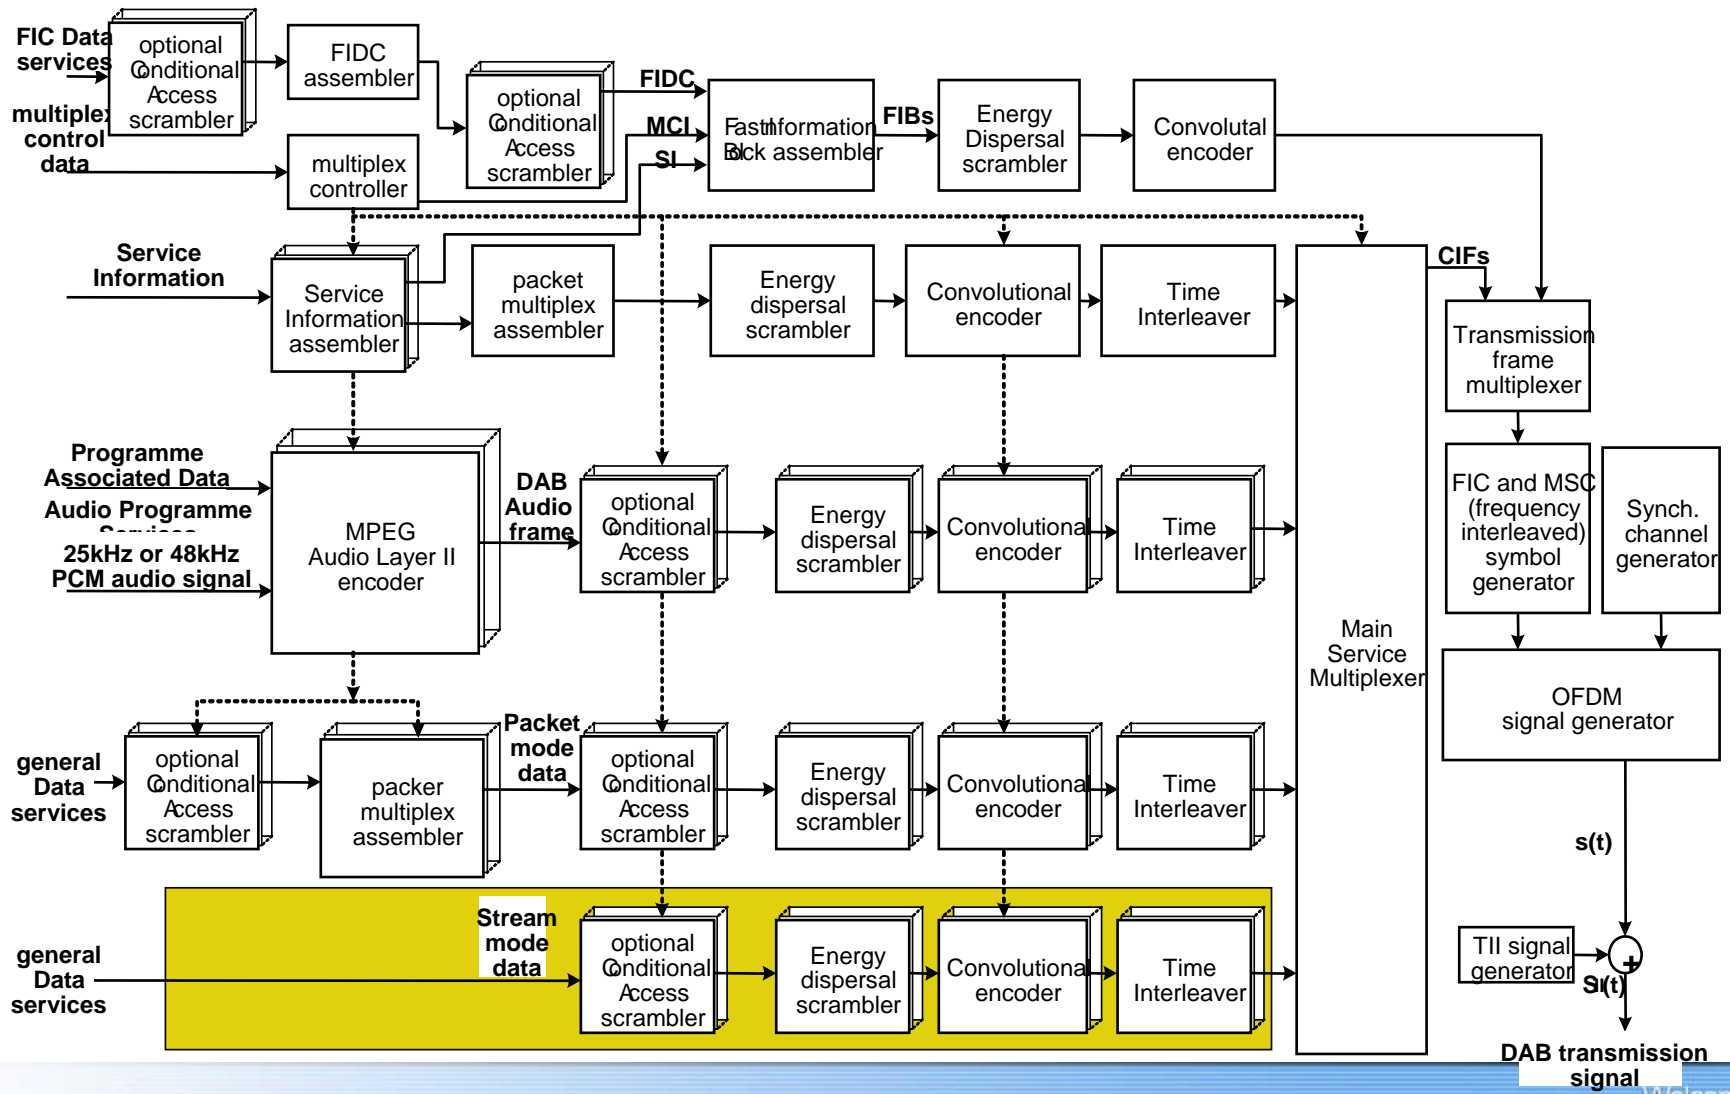 FIC Data
services
optional
Conditional
Access
scrambler
FIDC
assembler
optional
Conditional
Access
scrambler
FIDC
MCI
SI
Fast Information
Block assembler
FIBs
Energy
Dispersal
scrambler
Convolutal
encoder
multiplex
control
data
multiplex
controller
Service
Information
Service
Information
assembler
packet
multiplex
assembler
Energy
dispersal
scrambler
Convolutional
encoder
Time
Interleaver
CIFs
Transmission
frame
multiplexer
Programme
Associated Data
Audio Programme
Services
25kHz or 48kHz
PCM audio signal
MPEG
Audio Layer II
encoder
DAB
Audio
frame
optional
Conditional
Access
scrambler
Energy
dispersal
scrambler
Convolutional
encoder
Time
Interleaver
FIC and MSC
(frequency
interleaved)
symbol
generator
Synch.
channel
generator
Main
Service
Multiplexer
OFDM
signal generator
general
Data
services
optional
Conditional
Access
scrambler
packer
multiplex
assembler
Packet
mode
data
optional
Conditional
Access
scrambler
Energy
dispersal
scrambler
Convolutional
encoder
Time
Interleaver
s(t)
general
Data
services
Stream
mode
data
optional
Conditional
Access
scrambler
Energy
dispersal
scrambler
Convolutional
encoder
Time
Interleaver
TII signal
generator
+
DAB transmission
signal